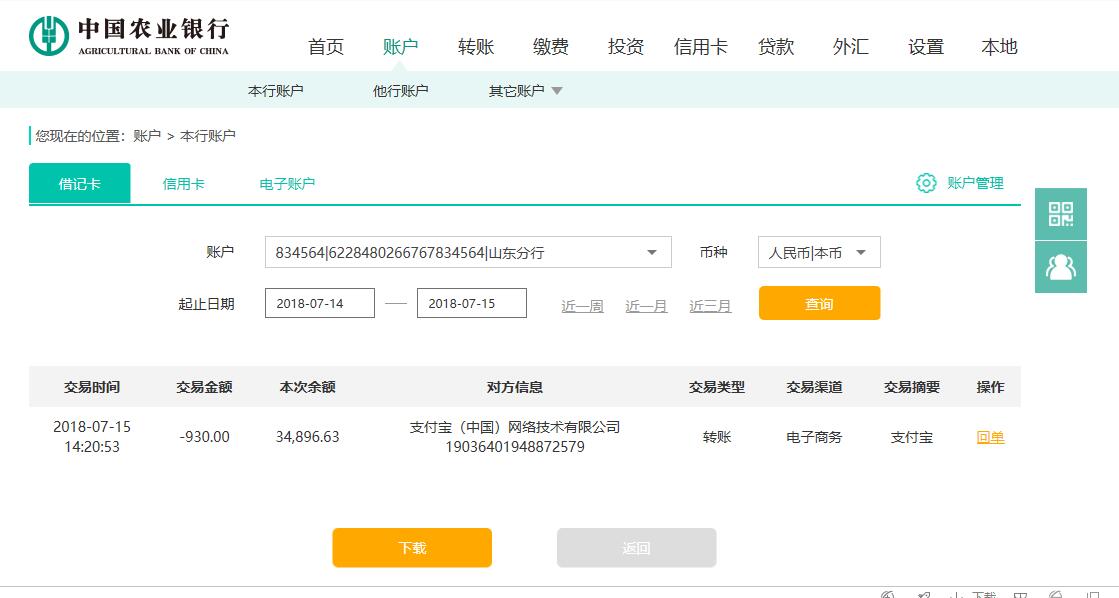 中国农业银行
AGRICULTURAL BANK OF CHINA
首页 账户 转账 缴费 投资 信用卡 贷款 外汇 设置 本地
本行账户 他行账户 其它账户
您现在的位置：账户 > 本行账户
借记卡 信用卡 电子账户 账户管理
账户 834564|6228480266767834564|山东分行 币种 人民币|本币
起止日期 2018-07-14 — 2018-07-15 近一周 近一月 近三月 查询
交易时间 交易金额 本次余额 对方信息 交易类型 交易渠道 交易摘要 操作
2018-07-15
14:20:53
-930.00 34,896.63
支付宝（中国）网络技术有限公司
19036401948872579
转账 电子商务 支付宝 回单
下载 返回
下载